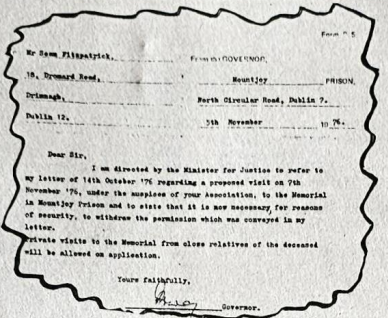 Form P.5
Mr Sean Fitzpatrick,
From the GOVERNOR,
18, Dromard Road,
Mountjoy PRISON,
Drimnagh,
North Circular Road, Dublin 7.
Dublin 12.
5th November 1976.
Dear Sir,
I am directed by the Minister for Justice to refer to
my letter of 14th October '76 regarding a proposed visit on 7th
November '76, under the auspices of your Association, to the Memorial
in Mountjoy Prison and to state that it is now necessary, for reasons
of security, to withdraw the permission which was conveyed in my
letter.
Private visits to the Memorial from close relatives of the deceased
will be allowed on application.
Yours faithfully,
Governor.